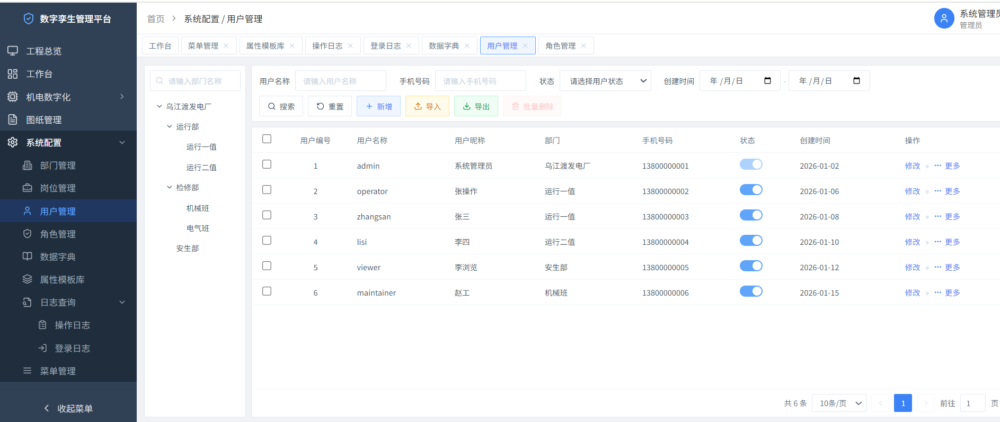 数字孪生管理平台
工程总览
工作台
机电数字化
图纸管理
系统配置
部门管理
岗位管理
用户管理
角色管理
数据字典
属性模板库
日志查询
操作日志
登录日志
菜单管理
收起菜单
首页 > 系统配置 / 用户管理
系统管理员
管理员
工作台 菜单管理 属性模板库 操作日志 登录日志 数据字典 用户管理 角色管理
请输入部门名称
乌江渡发电厂
运行部
运行一值
运行二值
检修部
机械班
电气班
安生部
用户名称 请输入用户名称 手机号码 请输入手机号码 状态 请选择用户状态 创建时间 年 /月/日 - 年 /月/日
搜索 重置 新增 导入 导出 批量删除
用户编号 用户名称 用户昵称 部门 手机号码 状态 创建时间 操作
1 admin 系统管理员 乌江渡发电厂 13800000001 2026-01-02 修改 » ··· 更多
2 operator 张操作 运行一值 13800000002 2026-01-06 修改 » ··· 更多
3 zhangsan 张三 运行一值 13800000003 2026-01-08 修改 » ··· 更多
4 lisi 李四 运行二值 13800000004 2026-01-10 修改 » ··· 更多
5 viewer 李浏览 安生部 13800000005 2026-01-12 修改 » ··· 更多
6 maintainer 赵工 机械班 13800000006 2026-01-15 修改 » ··· 更多
共 6 条 10条/页 1 前往 1 页